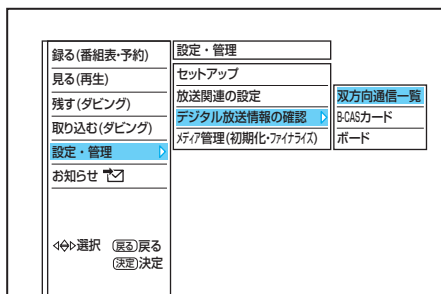 録る(番組表・予約)
見る(再生)
残す(ダビング)
取り込む(ダビング)
設定・管理
お知らせ
選択 戻る戻る
決定決定
設定・管理
セットアップ
放送関連の設定
デジタル放送情報の確認
メディア管理(初期化・ファイナライズ)
双方向通信一覧
B-CASカード
ボード